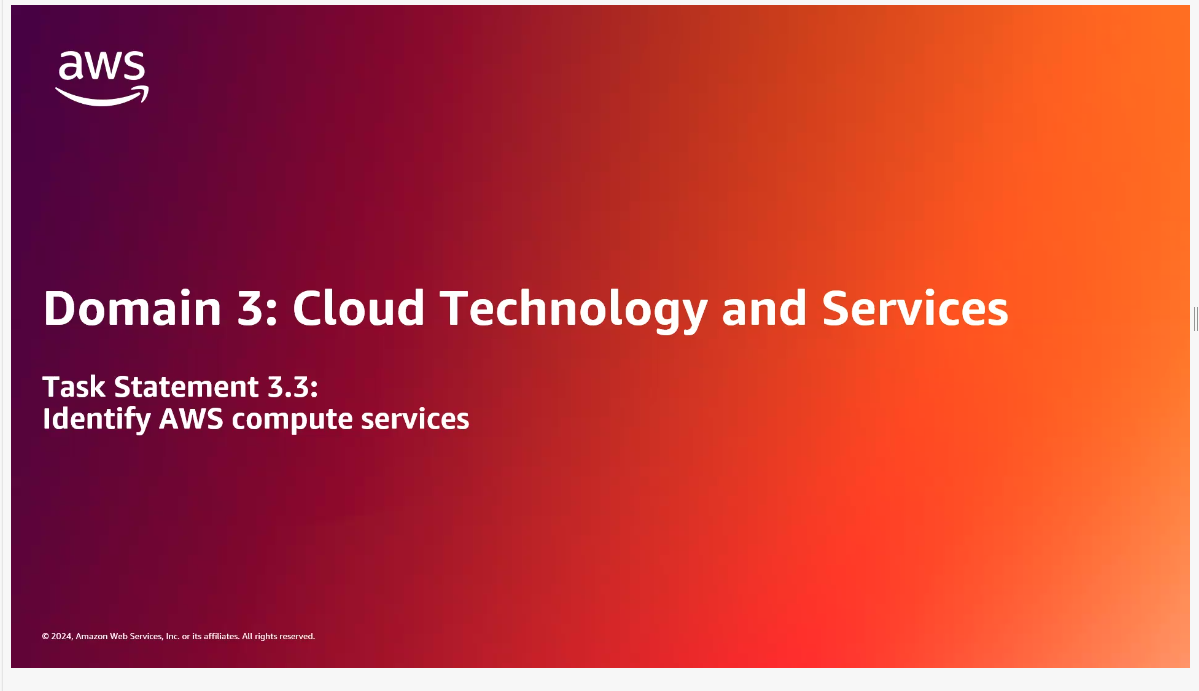 aws
Domain 3: Cloud Technology and Services
Task Statement 3.3:
Identify AWS compute services
© 2024, Amazon Web Services, Inc. or its affiliates. All rights reserved.